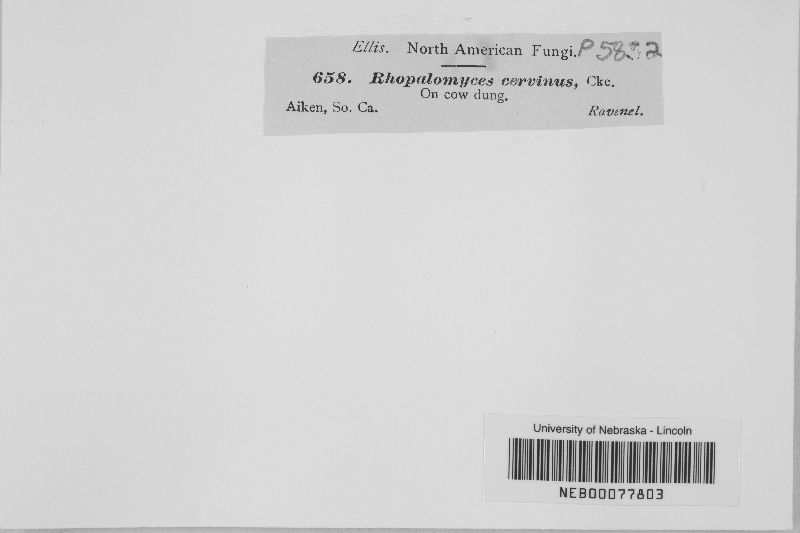 Ellis. North American Fungi.
658. Rhopalomyces cervinus, Cke.
On cow dung.
Aiken, So. Ca. Ravenel.
University of Nebraska - Lincoln
NEB00077803